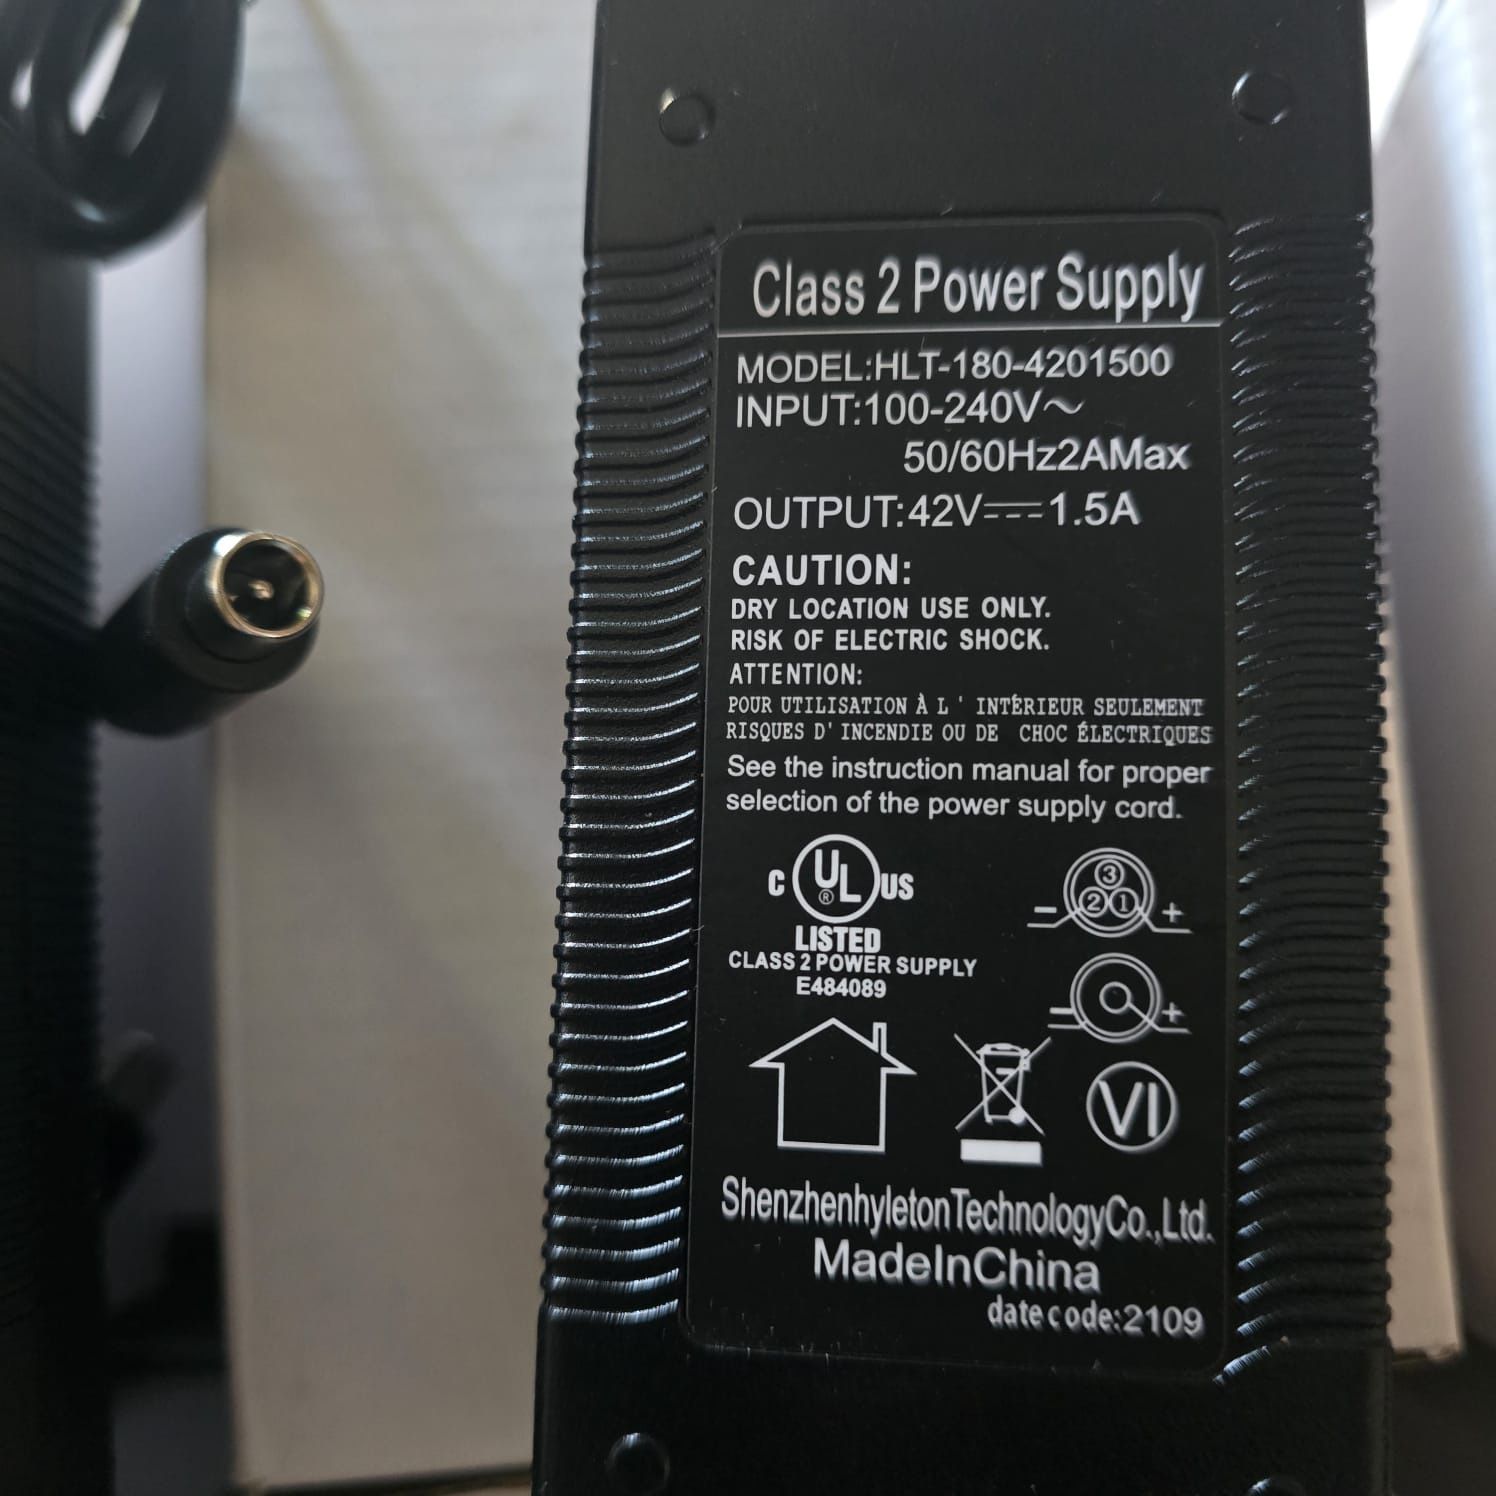 Class 2 Power Supply
MODEL:HLT-180-4201500
INPUT:100-240V~
50/60Hz2AMax
OUTPUT:42V⎓1.5A
CAUTION:
DRY LOCATION USE ONLY.
RISK OF ELECTRIC SHOCK.
ATTENTION:
POUR UTILISATION À L ' INTÉRIEUR SEULEMENT
RISQUES D' INCENDIE OU DE CHOC ÉLECTRIQUES
See the instruction manual for proper
selection of the power supply cord.
C UL ® US
LISTED
CLASS 2 POWER SUPPLY
E484089
3
- 2 1 +
- +
VI
ShenzhenhyletonTechnologyCo.,Ltd.
MadeInChina
date code:2109